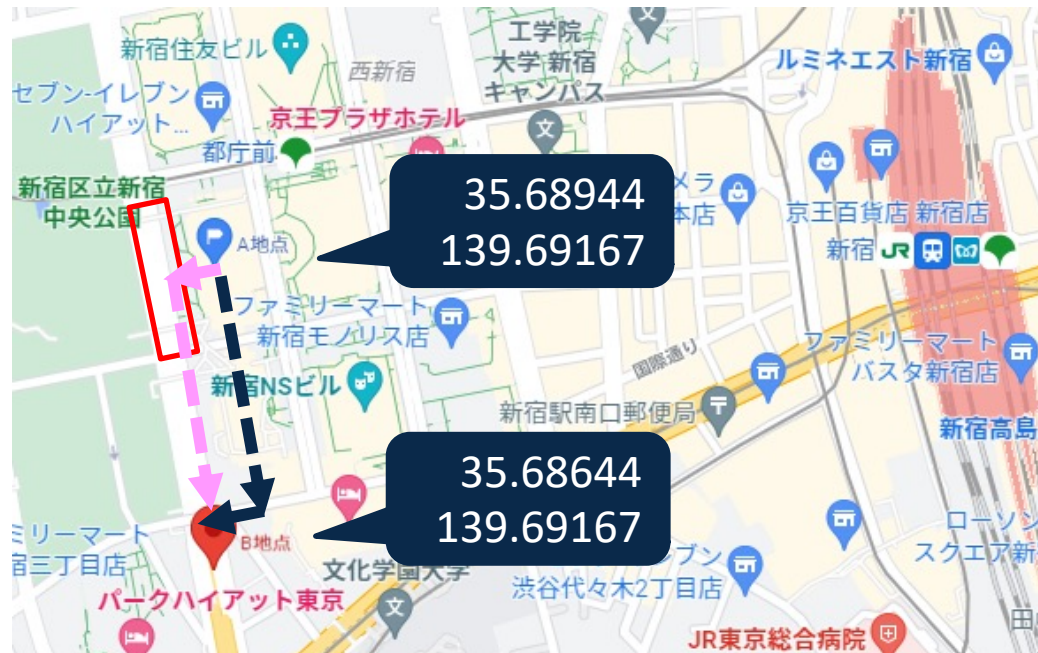 新宿住友ビル
西新宿
工学院
大学 新宿
キャンパス
ルミネエスト新宿
セブン-イレブン
ハイアット...
京王プラザホテル
都庁前
新宿区立新宿
中央公園
35.68944
139.69167
メラ
本店
京王百貨店 新宿店
新宿 JR
A地点
ファミリーマート
新宿モノリス店
国際通り
ファミリーマート
バスタ新宿店
新宿NSビル
新宿駅南口郵便局
新宿高島
35.68644
139.69167
ミリーマート
宿三丁目店
B地点
文化学園大学
ブン
渋谷代々木2丁目店
ローソン
スクエア新
パークハイアット東京
JR東京総合病院
田